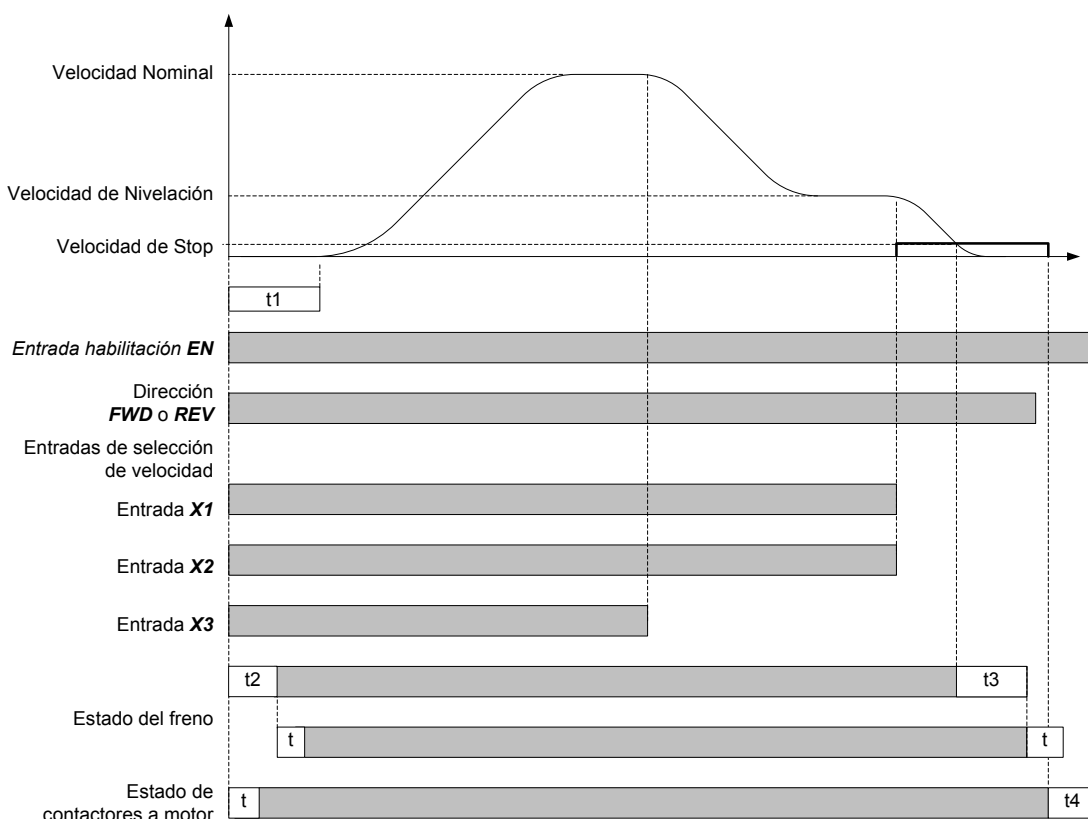 Velocidad Nominal
Velocidad de Nivelación
Velocidad de Stop
t1
Entrada habilitación EN
Dirección
FWD o REV
Entradas de selección
de velocidad
Entrada X1
Entrada X2
Entrada X3
t2
t3
Estado del freno
t
t
Estado de
contactores a motor
t
t4